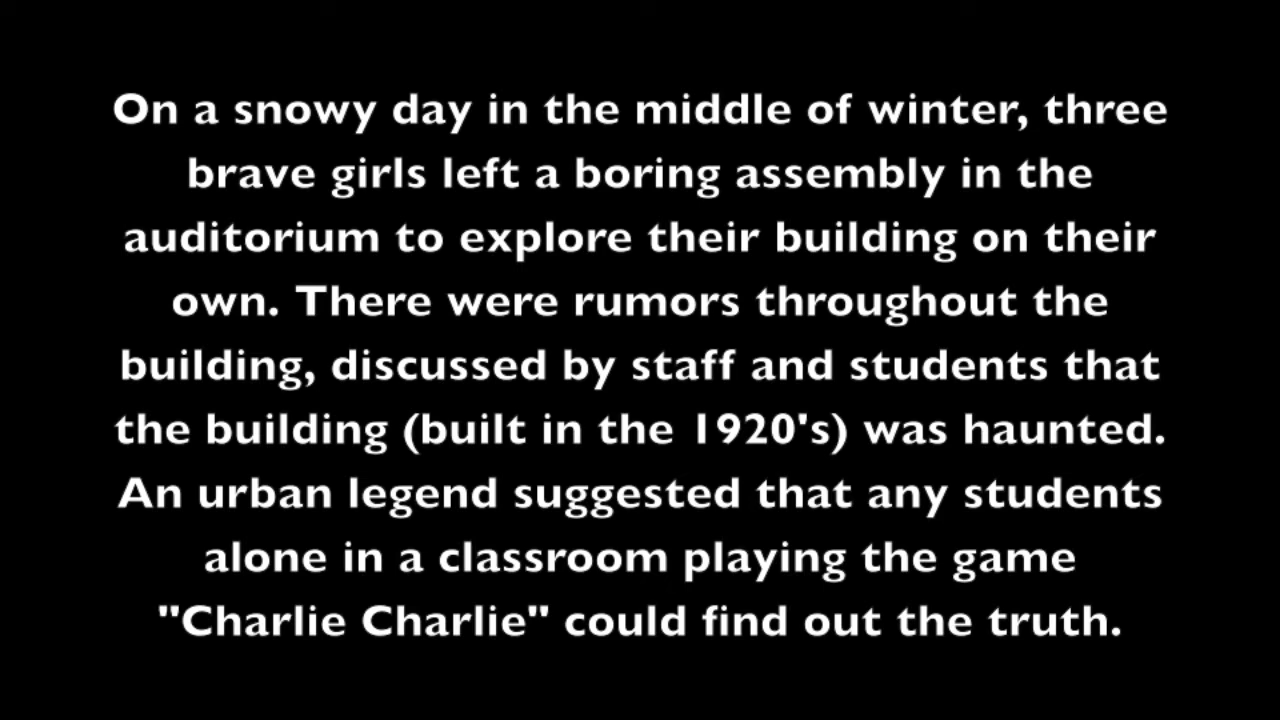 On a snowy day in the middle of winter, three
brave girls left a boring assembly in the
auditorium to explore their building on their
own. There were rumors throughout the
building, discussed by staff and students that
the building (built in the 1920's) was haunted.
An urban legend suggested that any students
alone in a classroom playing the game
"Charlie Charlie" could find out the truth.